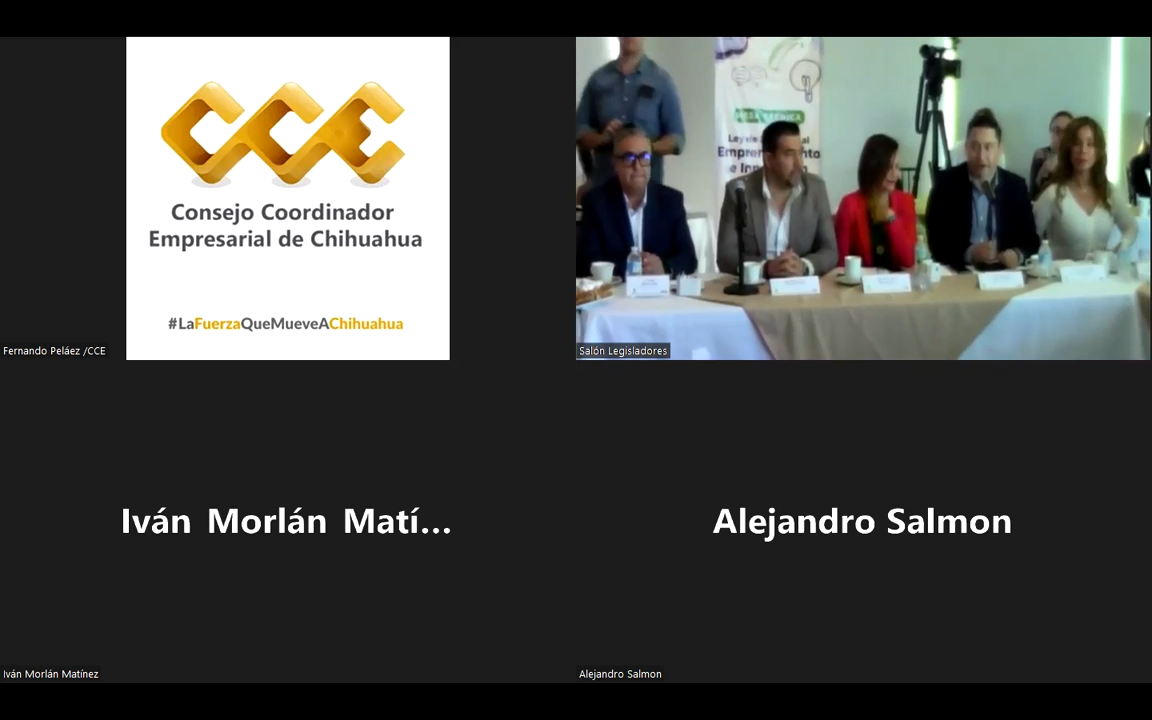 CCE
Consejo Coordinador
Empresarial de Chihuahua
#LaFuerzaQueMueveAChihuahua
Fernando Peláez /CCE
Salón Legisladores
Iván Morlán Matí...
Alejandro Salmon
Iván Morlán Matínez
Alejandro Salmon